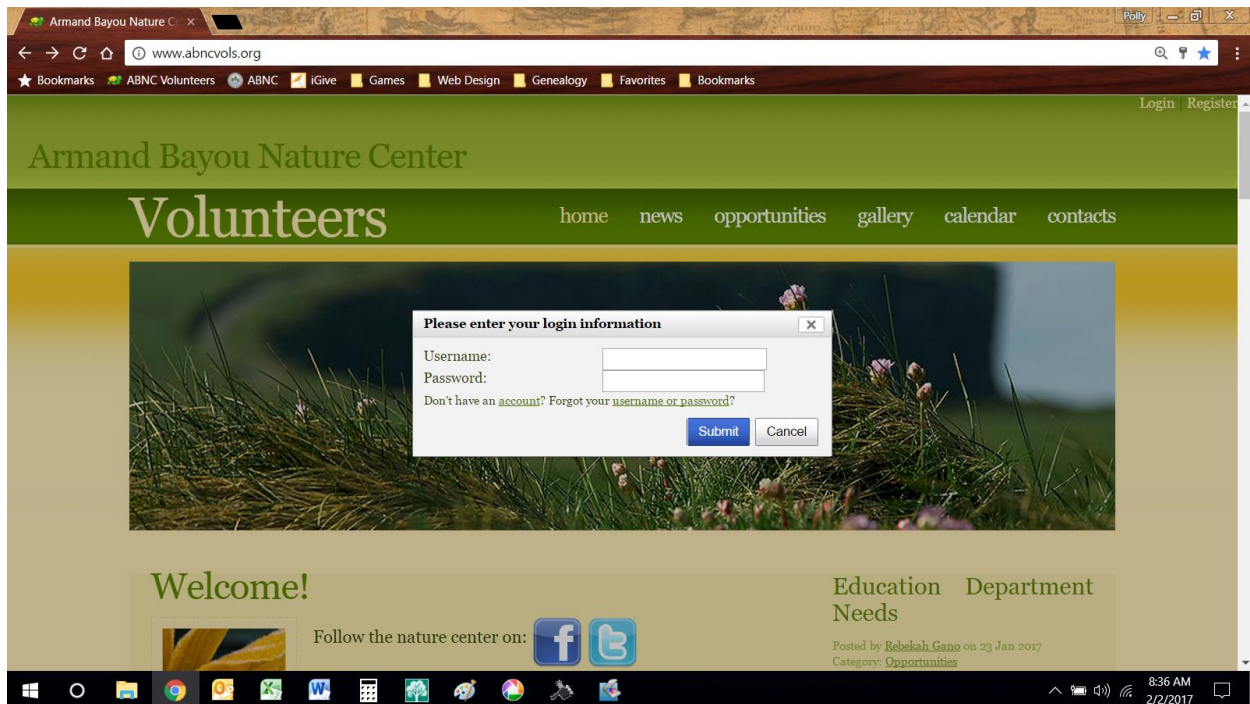 Armand Bayou Nature C
Polly
www.abncvols.org
Bookmarks ABNC Volunteers ABNC iGive Games Web Design Genealogy Favorites Bookmarks
Login Register
Armand Bayou Nature Center
Volunteers home news opportunities gallery calendar contacts
Please enter your login information
Username:
Password:
Don't have an account? Forgot your username or password?
Submit Cancel
Welcome!
Follow the nature center on:
Education Department
Needs
Posted by Rebekah Gano on 23 Jan 2017
Category: Opportunities
8:36 AM
2/2/2017